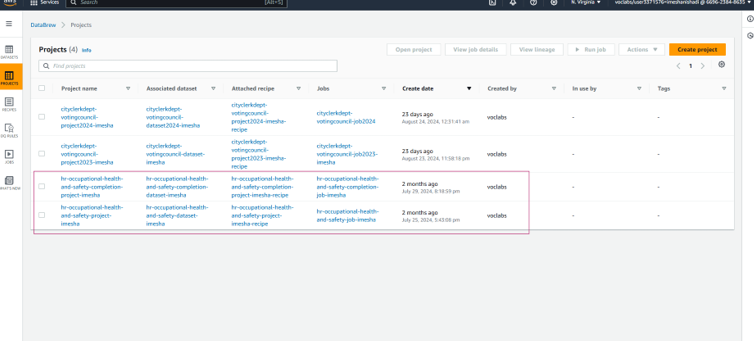 aws
Services
Search
[Alt+S]
N. Virginia
DataBrew > Projects
DATASETS
PROJECTS
RECIPES
DQ RULES
JOBS
WHAT'S NEW
Projects (4) Info
Open project
View job details
View lineage
Run job
Actions
Create project
Find projects
1
Project name
Associated dataset
Attached recipe
Jobs
Create date
Created by
In use by
Tags
cityclerkdept-
votingcouncil-
project2024-imesha
cityclerkdept-
votingcouncil-
dataset2024-imesha
cityclerkdept-
votingcouncil-
project2024-imesha-
recipe
cityclerkdept-
votingcouncil-job2024
23 days ago
August 24, 2024, 12:31:41 am
voclabs
-
-
cityclerkdept-
votingcouncil-
project2023-imesha
cityclerkdept-
votingcouncil-dataset-
imesha
cityclerkdept-
votingcouncil-
project2023-imesha-
recipe
cityclerkdept-
votingcouncil-job2023-
imesha
23 days ago
August 23, 2024, 11:38:18 pm
voclabs
-
-
hr-occupational-health-
and-safety-completion-
project-imesha
hr-occupational-health-
and-safety-completion-
dataset-imesha
hr-occupational-health-
and-safety-completion-
project-imesha-recipe
hr-occupational-health-
and-safety-completion-
job-imesha
2 months ago
July 29, 2024, 8:18:59 pm
voclabs
-
-
hr-occupational-health-
and-safety-project-
imesha
hr-occupational-health-
and-safety-dataset-
imesha
hr-occupational-health-
and-safety-project-
imesha-recipe
hr-occupational-health-
and-safety-job-imesha
2 months ago
July 25, 2024, 5:43:08 pm
voclabs
-
-